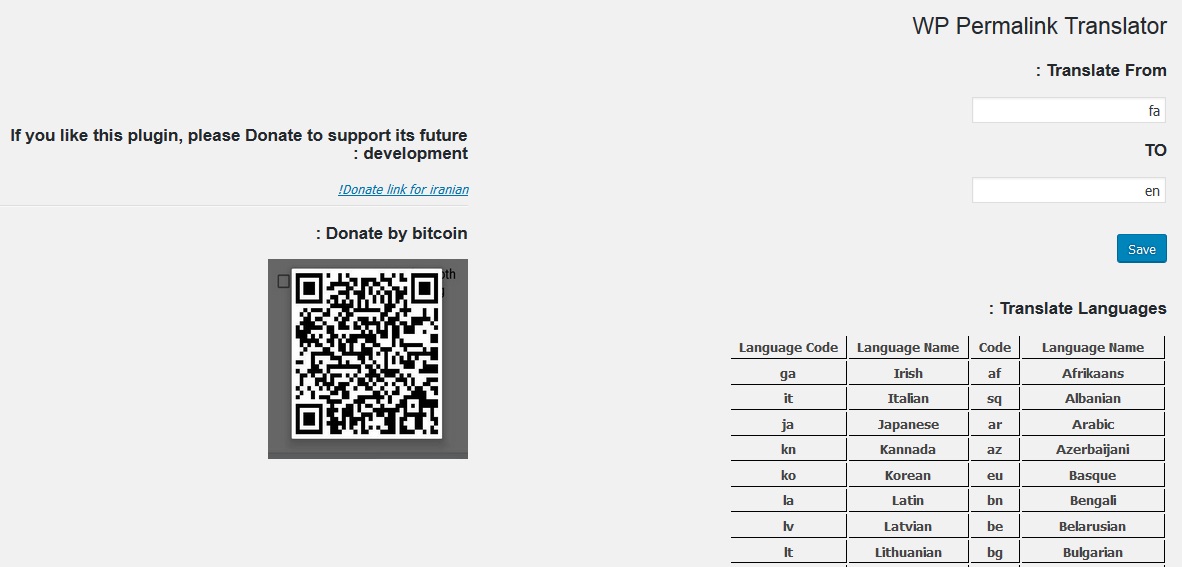 WP Permalink Translator
: Translate From
fa
TO
en
Save
: Translate Languages
Language Code Language Name Code Language Name
ga Irish af Afrikaans
it Italian sq Albanian
ja Japanese ar Arabic
kn Kannada az Azerbaijani
ko Korean eu Basque
la Latin bn Bengali
lv Latvian be Belarusian
lt Lithuanian bg Bulgarian
If you like this plugin, please Donate to support its future
: development
!Donate link for iranian
: Donate by bitcoin